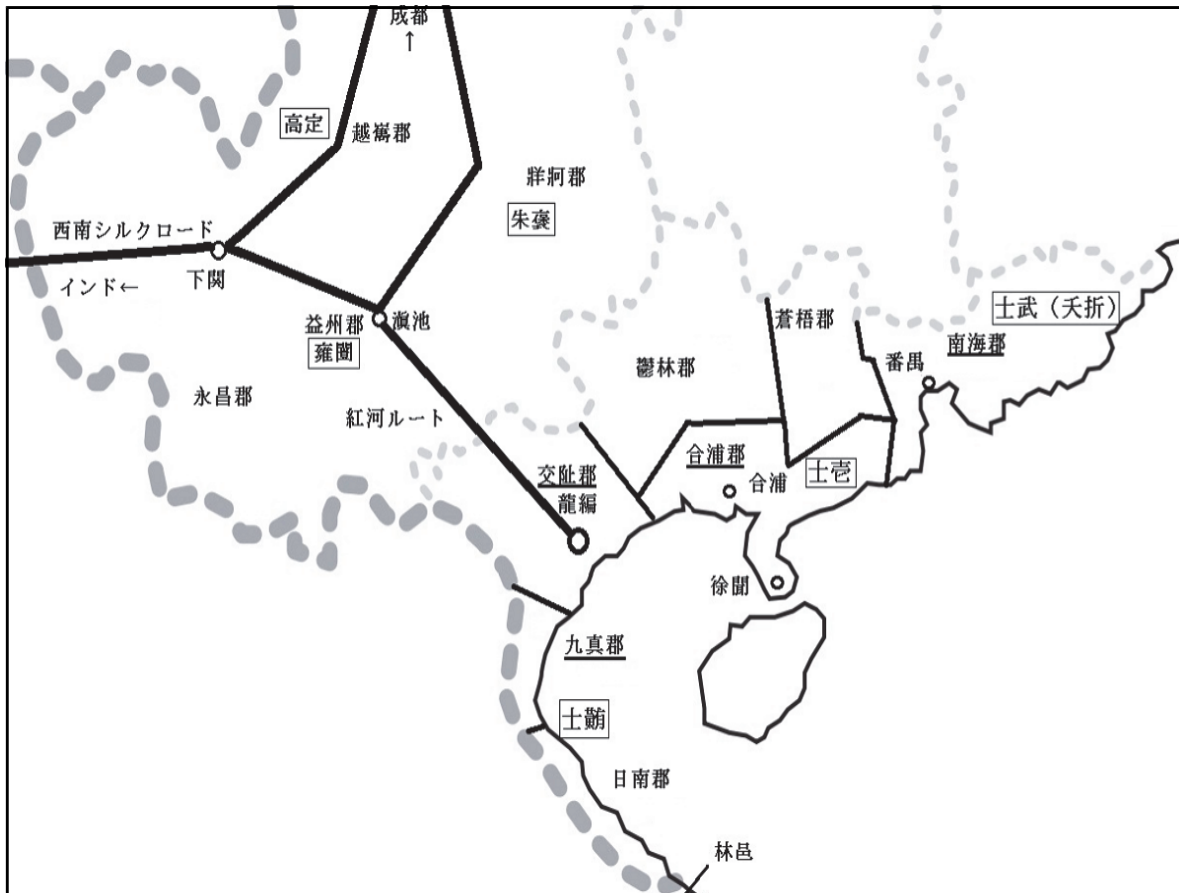 成都
↑
高定
越嶲郡
牂牁郡
朱褒
西南シルクロード
インド←
下関
益州郡
滇池
雍闓
蒼梧郡
士武（夭折）
南海郡
番禺
鬱林郡
永昌郡
紅河ルート
合浦郡
合浦
士壱
交趾郡
龍編
徐聞
九真郡
士䵋
日南郡
林邑